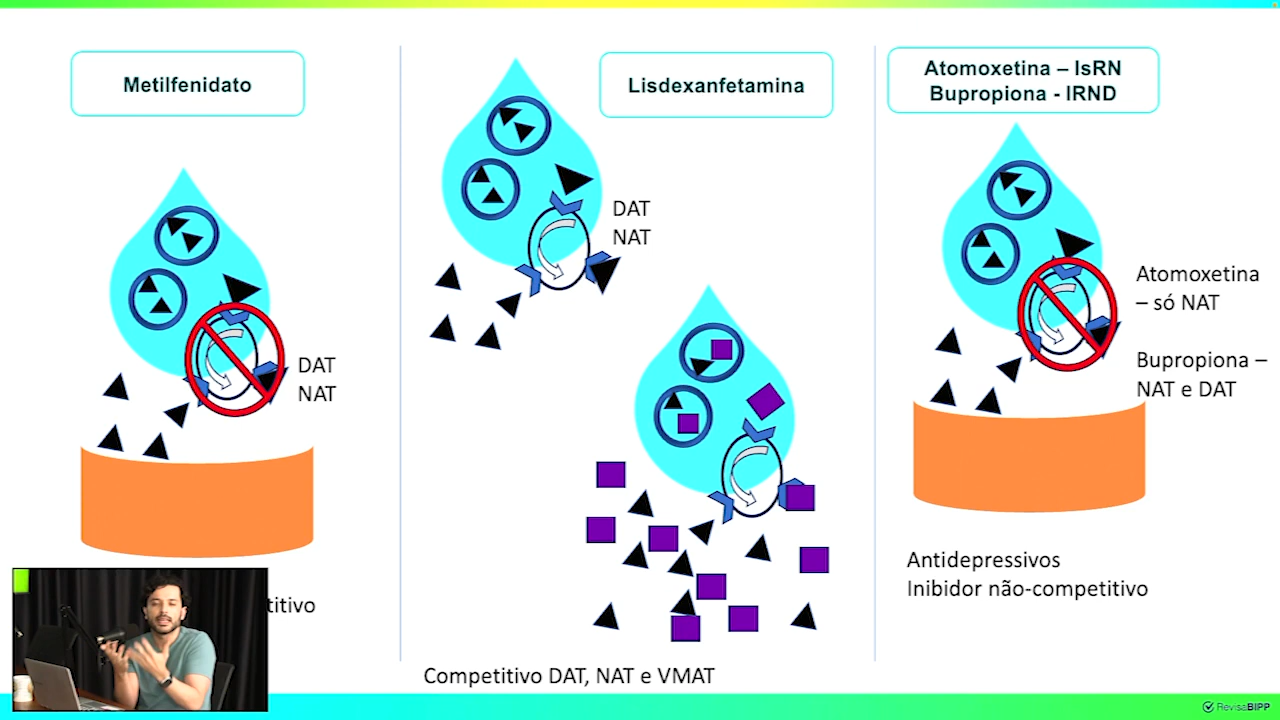 Metilfenidato
DAT
NAT
titivo
Lisdexanfetamina
DAT
NAT
Competitivo DAT, NAT e VMAT
Atomoxetina – IsRN
Bupropiona - IRND
Atomoxetina
– só NAT
Bupropiona –
NAT e DAT
Antidepressivos
Inibidor não-competitivo
RevisaBIPP